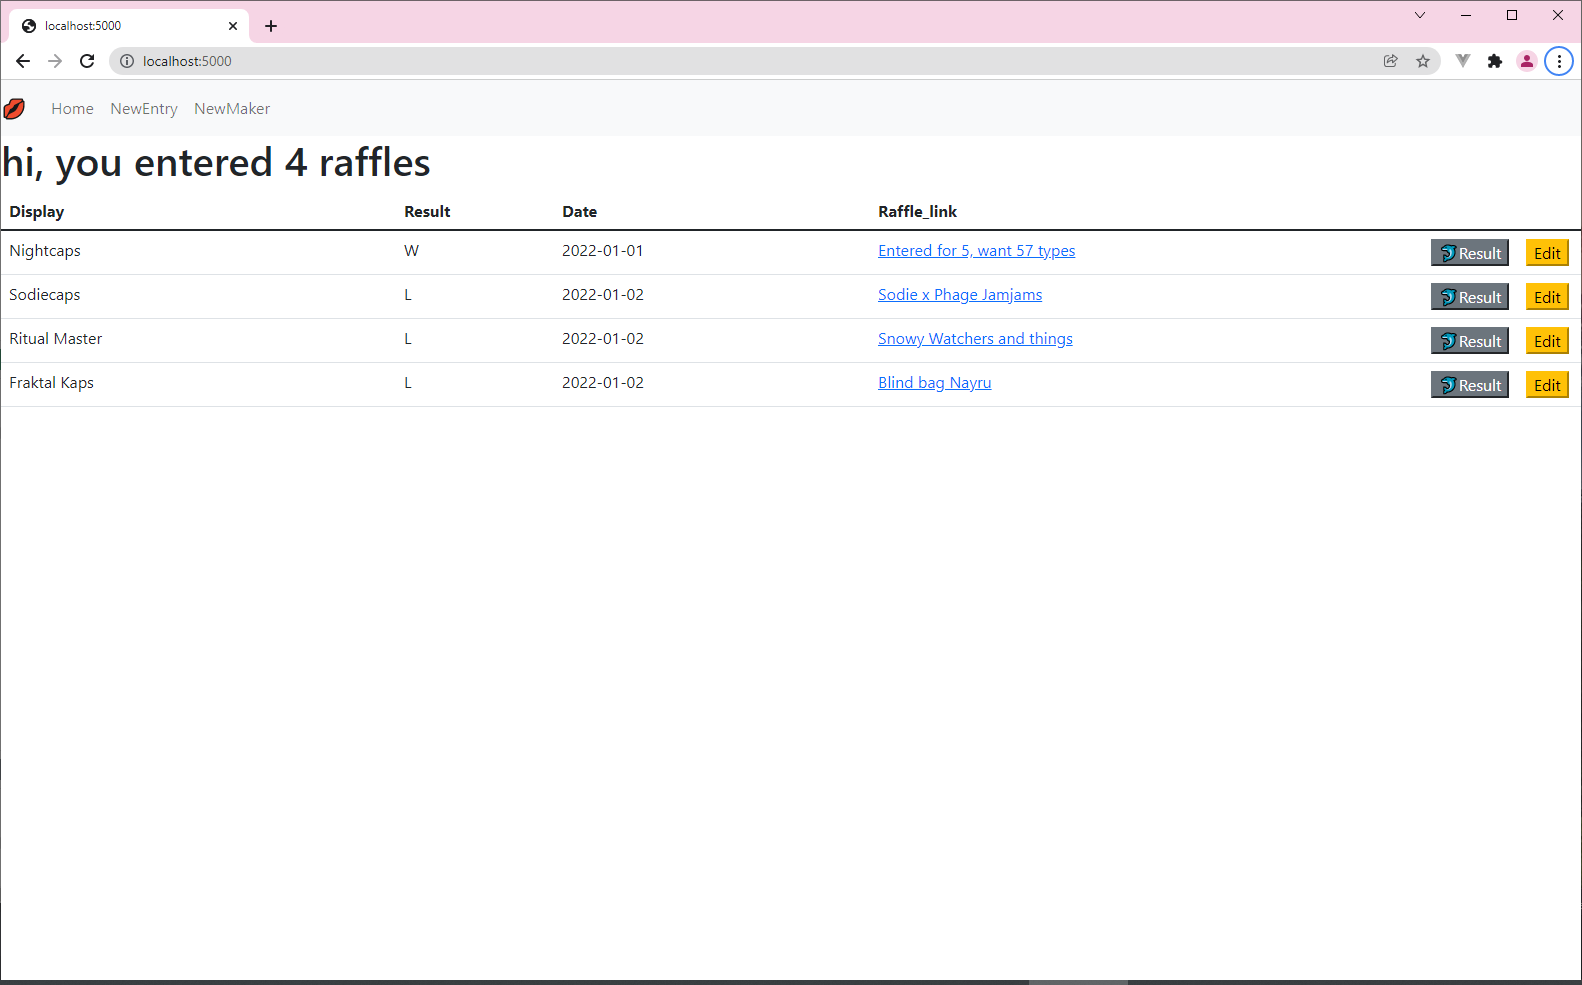 localhost:5000
localhost:5000
Home NewEntry NewMaker
hi, you entered 4 raffles
Display Result Date Raffle_link
Nightcaps W 2022-01-01 Entered for 5, want 57 types Result Edit
Sodiecaps L 2022-01-02 Sodie x Phage Jamjams Result Edit
Ritual Master L 2022-01-02 Snowy Watchers and things Result Edit
Fraktal Kaps L 2022-01-02 Blind bag Nayru Result Edit